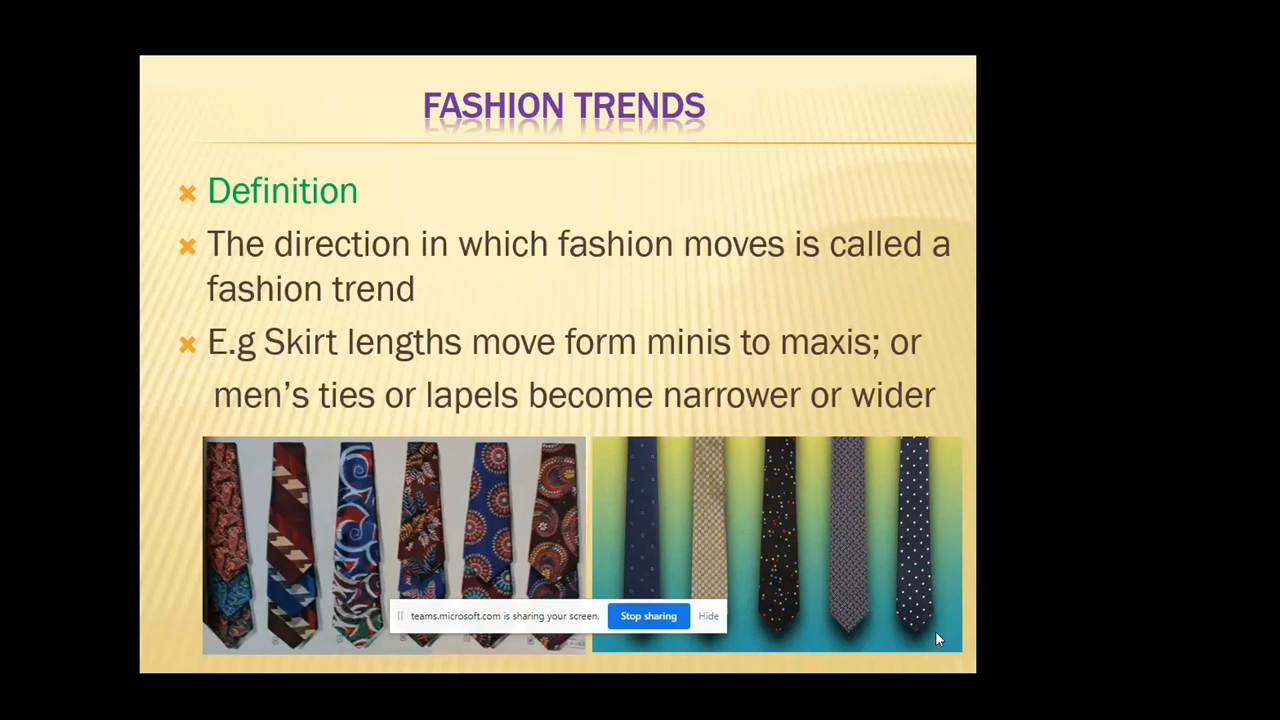 FASHION TRENDS
Definition
The direction in which fashion moves is called a
fashion trend
E.g Skirt lengths move form minis to maxis; or
men's ties or lapels become narrower or wider
teams.microsoft.com is sharing your screen. Stop sharing Hide